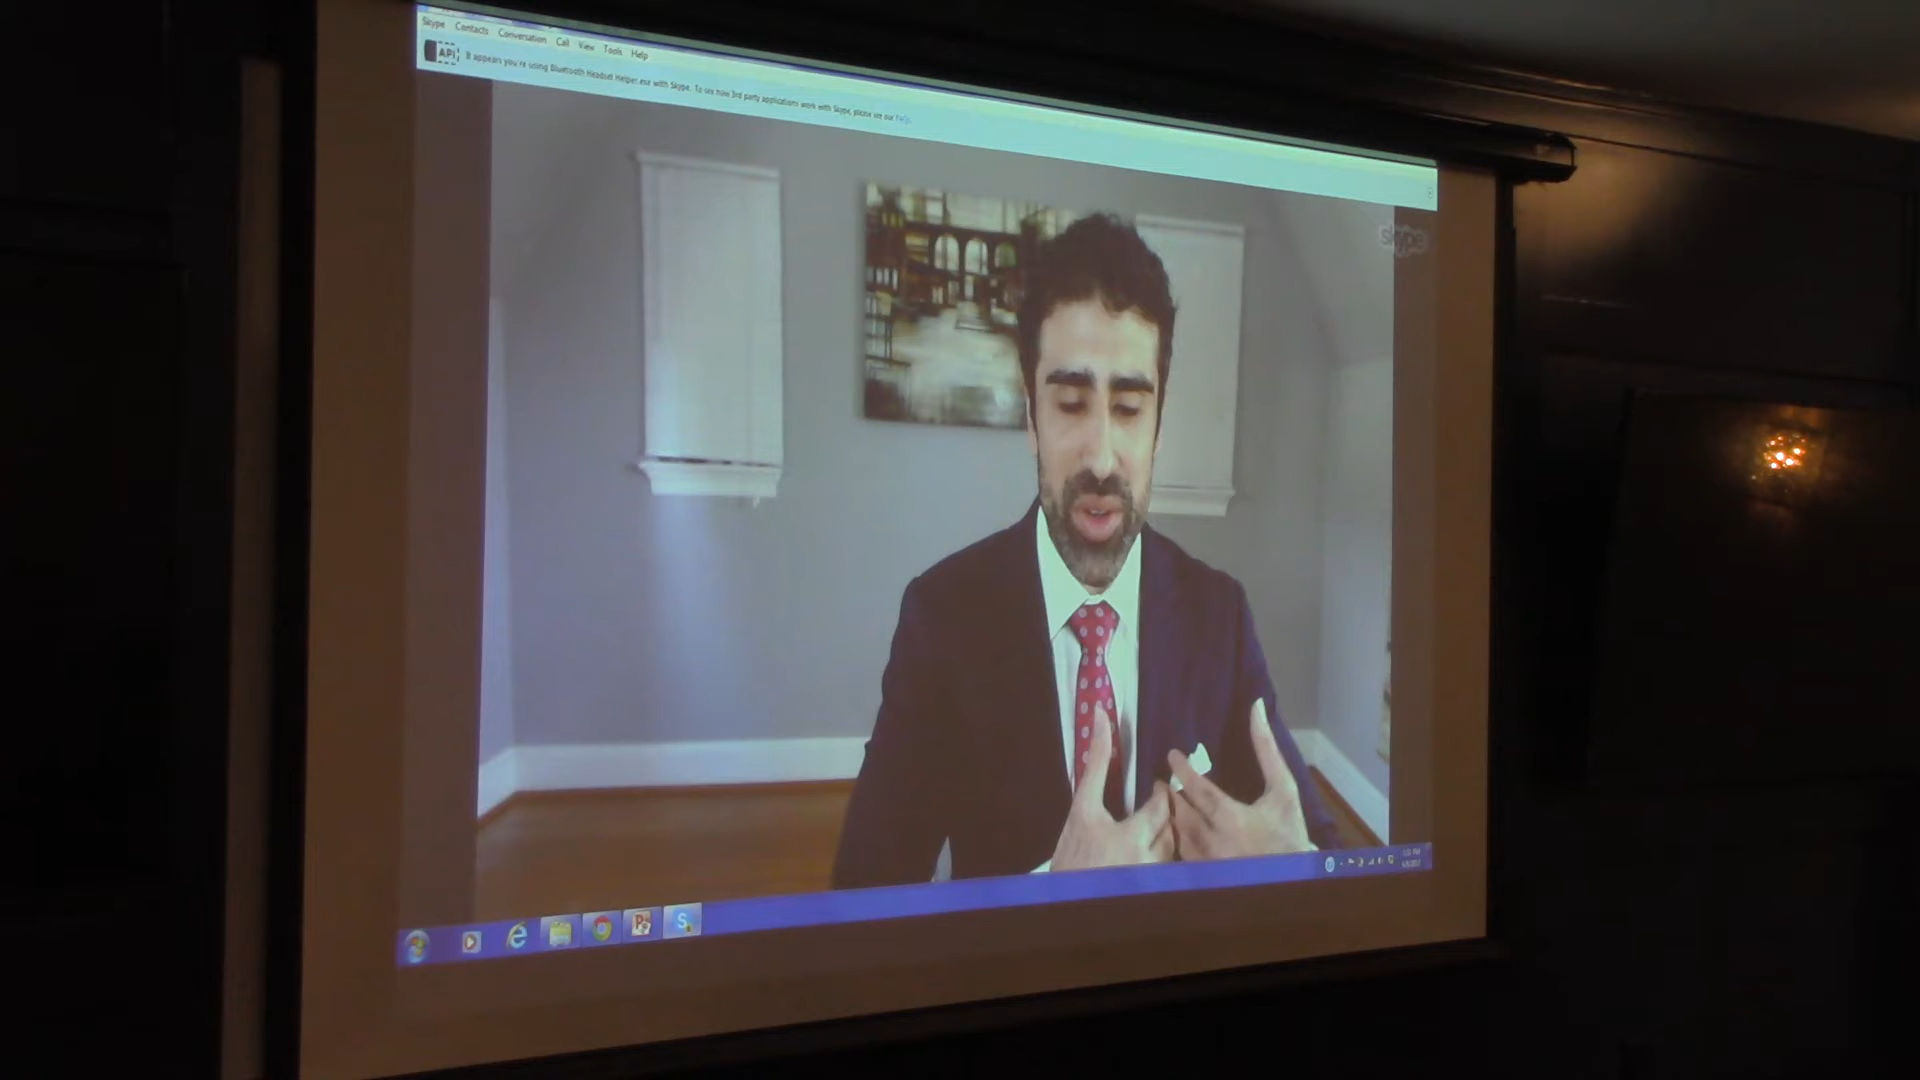 Skype Contacts Conversation Call View Tools Help
API It appears you're using Bluetooth Headset Helper.exe with Skype. To see how 3rd party applications work with Skype, please see our FAQs.
skype